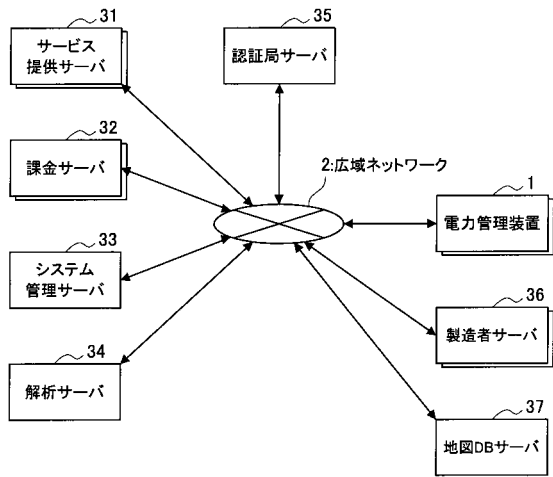 31
サービス
提供サーバ
35
認証局サーバ
32
課金サーバ
2:広域ネットワーク
1
電力管理装置
33
システム
管理サーバ
36
製造者サーバ
34
解析サーバ
37
地図DBサーバ